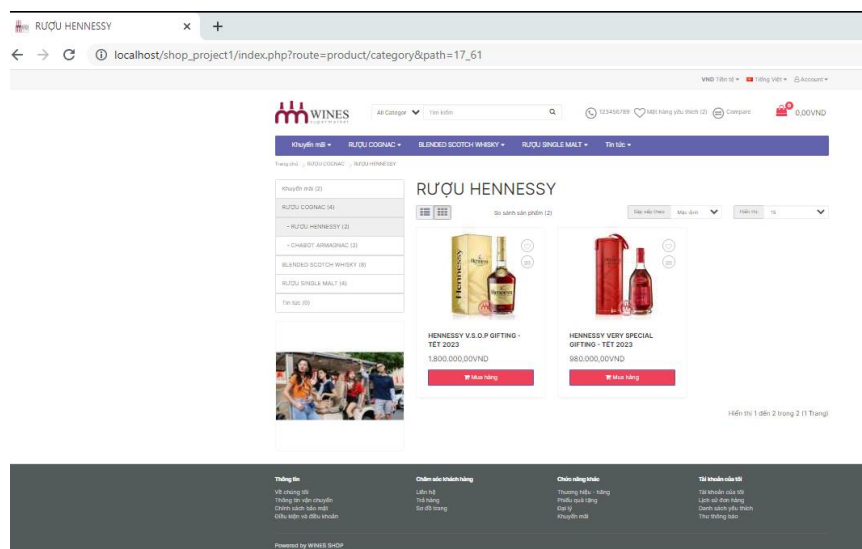 RƯỢU HENNESSY
localhost/shop_project1/index.php?route=product/category&path=17_61
VND Tiền tệ Tiếng Việt Account
WINES
supermarket
All Categor Tìm kiếm 123456789 Mặt hàng yêu thích (2) Compare 0,00VND
Khuyến mãi RƯỢU COGNAC BLENDED SCOTCH WHISKY RƯỢU SINGLE MALT Tin tức
Trang chủ RƯỢU COGNAC RƯỢU HENNESSY
Khuyến mãi (2)
RƯỢU COGNAC (4)
- RƯỢU HENNESSY (2)
- CHABOT ARMAGNAC (2)
BLENDED SCOTCH WHISKY (8)
RƯỢU SINGLE MALT (4)
Tin tức (0)
RƯỢU HENNESSY
So sánh sản phẩm (2) Sắp xếp theo Mặc định Hiển thị
Hennessy
HENNESSY V.S.O.P GIFTING -
TẾT 2023
1.800.000,00VND
Mua hàng
HENNESSY VERY SPECIAL
GIFTING - TẾT 2023
980.000,00VND
Mua hàng
Hiển thị 1 đến 2 trong 2 (1 Trang)
Thông tin
Về chúng tôi
Thông tin vận chuyển
Chính sách bảo mật
Điều kiện và điều khoản
Chăm sóc khách hàng
Liên hệ
Trả hàng
Sơ đồ trang
Chức năng khác
Thương hiệu - hãng
Phiếu quà tặng
Đại lý
Khuyến mãi
Tài khoản của tôi
Tài khoản của tôi
Lịch sử đơn hàng
Danh sách yêu thích
Thư thông báo
Powered by WINES SHOP